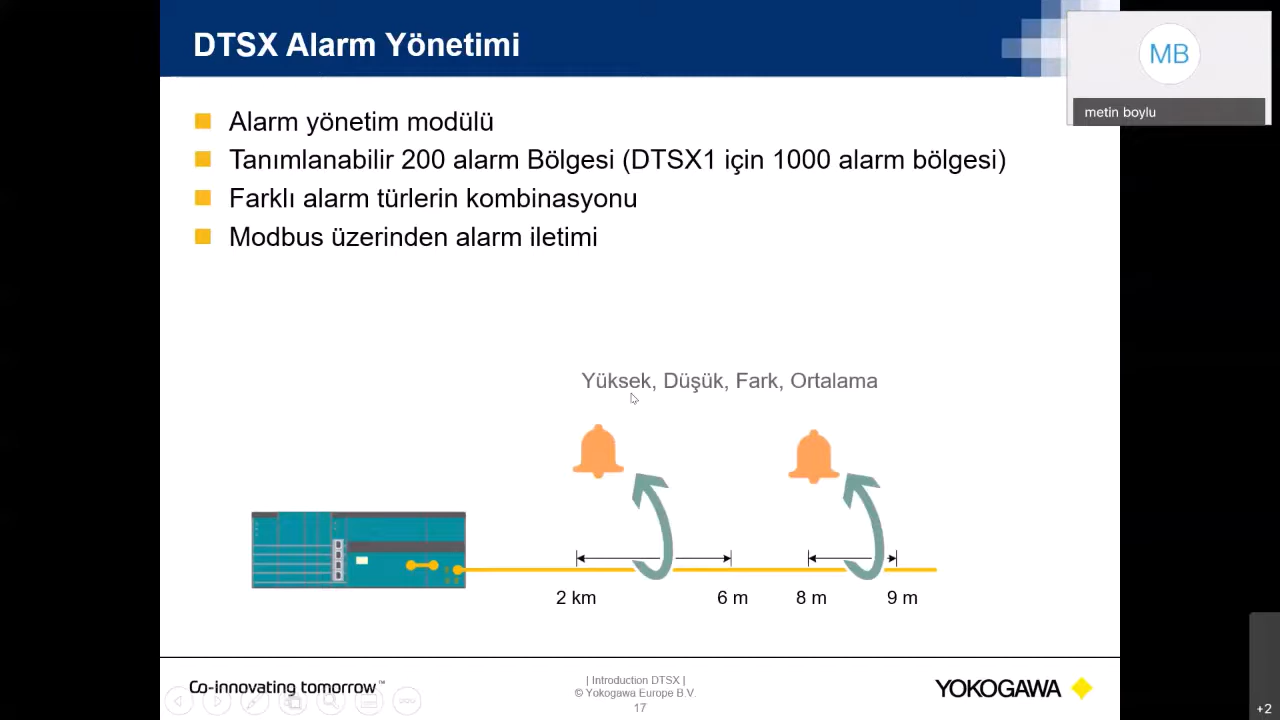 DTSX Alarm Yönetimi
MB
metin boylu
Alarm yönetim modülü
Tanımlanabilir 200 alarm Bölgesi (DTSX1 için 1000 alarm bölgesi)
Farklı alarm türlerin kombinasyonu
Modbus üzerinden alarm iletimi
Yüksek, Düşük, Fark, Ortalama
2 km 6 m 8 m 9 m
Co-innovating tomorrow™
| Introduction DTSX |
© Yokogawa Europe B.V.
17
YOKOGAWA
+2